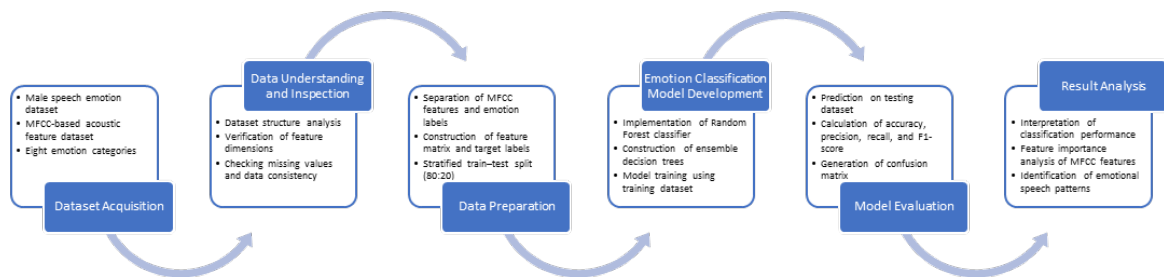 ▪ Male speech emotion
dataset
▪ MFCC-based acoustic
feature dataset
▪ Eight emotion categories
Dataset Acquisition
Data Understanding
and Inspection
▪ Dataset structure analysis
▪ Verification of feature
dimensions
▪ Checking missing values
and data consistency
▪ Separation of MFCC
features and emotion
labels
▪ Construction of feature
matrix and target labels
▪ Stratified train–test split
(80:20)
Data Preparation
Emotion Classification
Model Development
▪ Implementation of Random
Forest classifier
▪ Construction of ensemble
decision trees
▪ Model training using
training dataset
▪ Prediction on testing
dataset
▪ Calculation of accuracy,
precision, recall, and F1-
score
▪ Generation of confusion
matrix
Model Evaluation
Result Analysis
▪ Interpretation of
classification performance
▪ Feature importance
analysis of MFCC features
▪ Identification of emotional
speech patterns